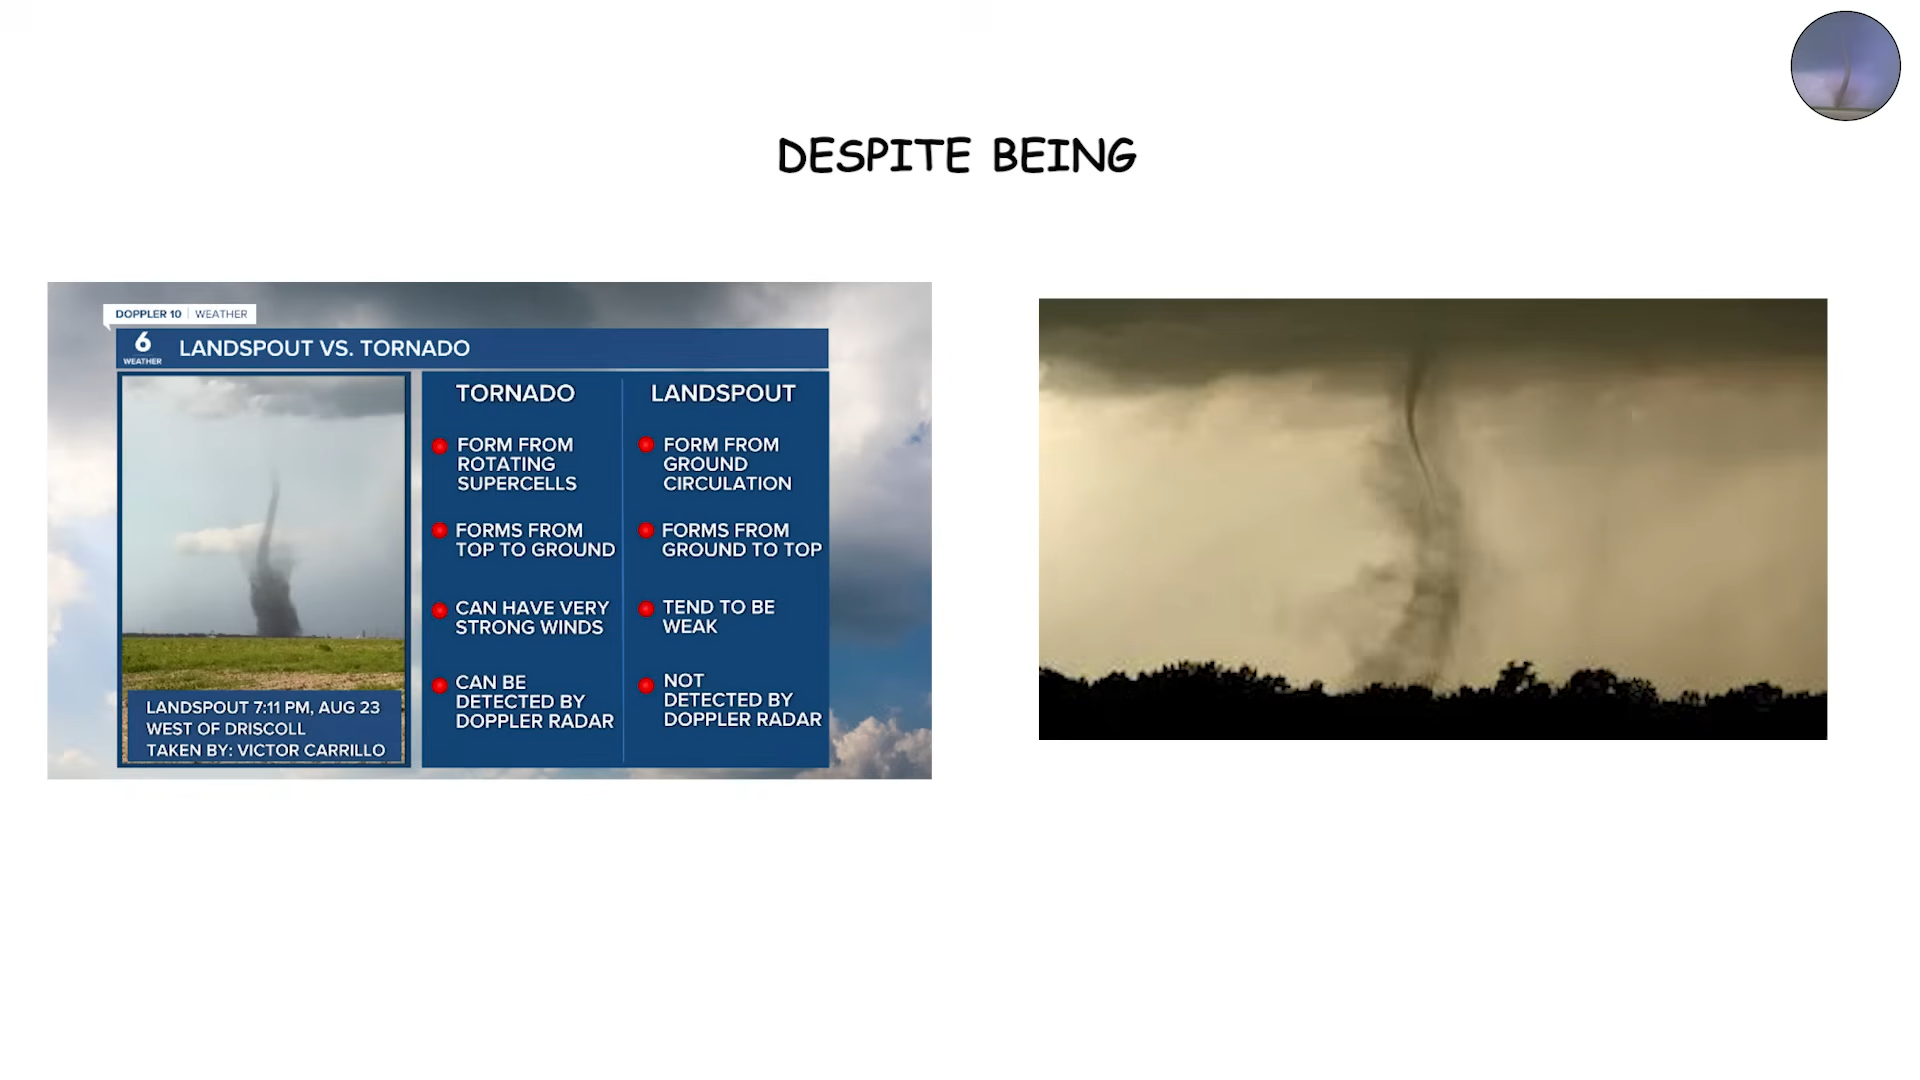 DESPITE BEING
DOPPLER 10 | WEATHER
6
WEATHER
LANDSPOUT VS. TORNADO
TORNADO
FORM FROM
ROTATING
SUPERCELLS
FORMS FROM
TOP TO GROUND
CAN HAVE VERY
STRONG WINDS
CAN BE
DETECTED BY
DOPPLER RADAR
LANDSPOUT
FORM FROM
GROUND
CIRCULATION
FORMS FROM
GROUND TO TOP
TEND TO BE
WEAK
NOT
DETECTED BY
DOPPLER RADAR
LANDSPOUT 7:11 PM, AUG 23
WEST OF DRISCOLL
TAKEN BY: VICTOR CARRILLO